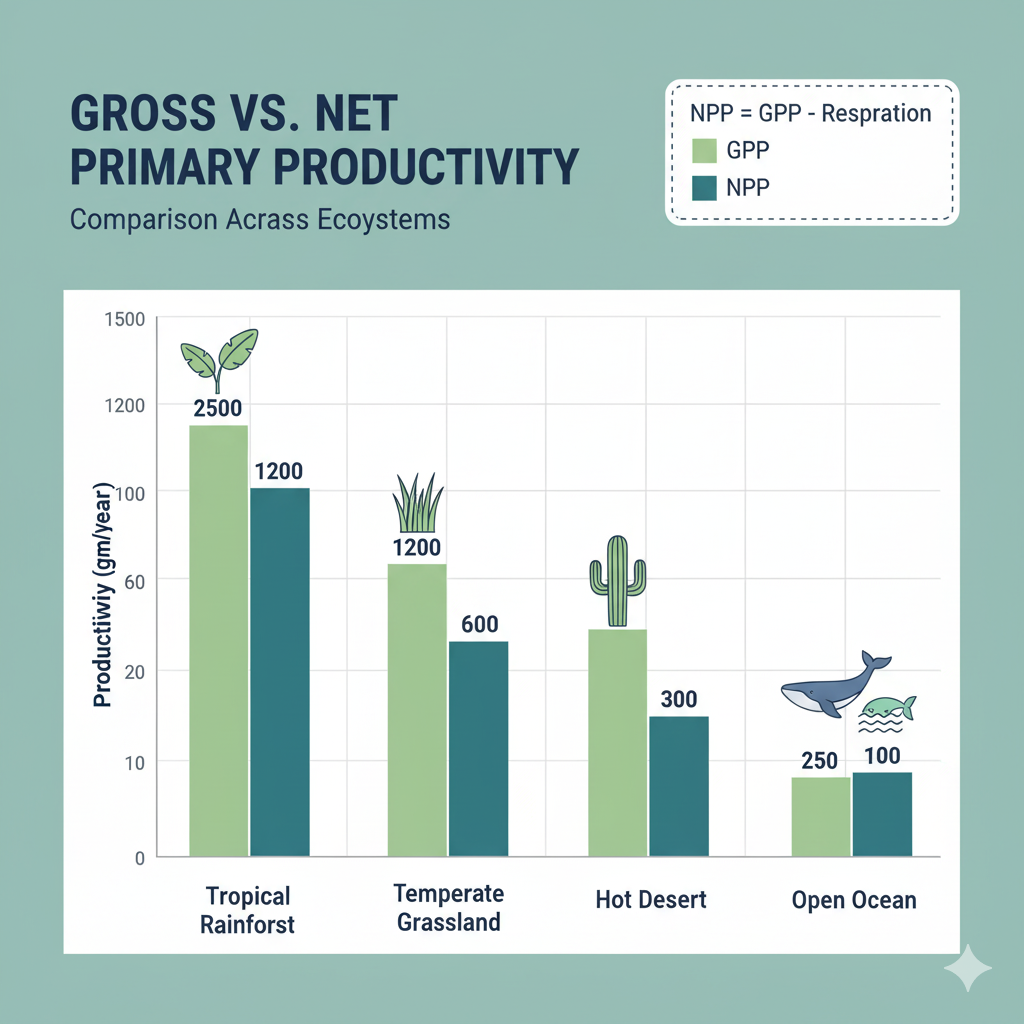 GROSS VS. NET
PRIMARY PRODUCTIVITY
Comparison Acrass Ecoystems
NPP = GPP - Respration
GPP
NPP
Productiwiy (gm/year)
1500
1200
100
60
20
10
0
2500
1200
1200
600
300
250
100
Tropical
Rainforst
Temperate
Grassland
Hot Desert
Open Ocean